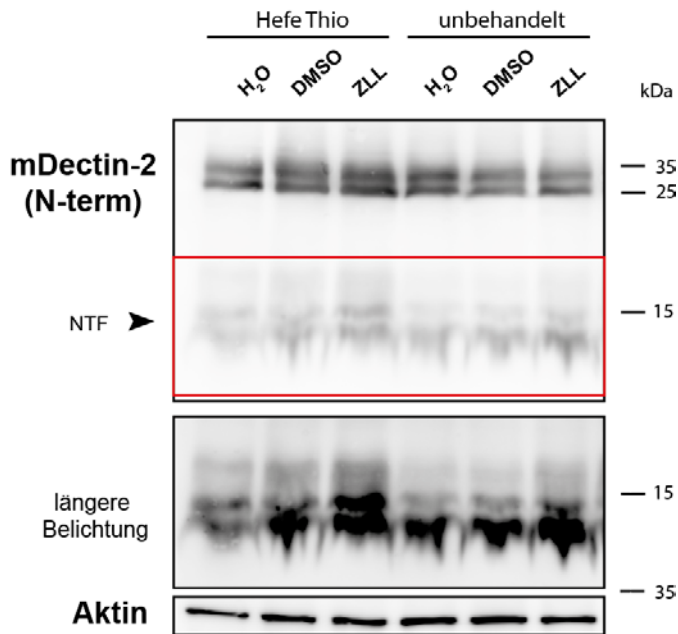 Hefe Thio unbehandelt
H₂O DMSO ZLL H₂O DMSO ZLL
kDa
mDectin-2
(N-term)
35
25
NTF
15
längere
Belichtung
15
35
Aktin